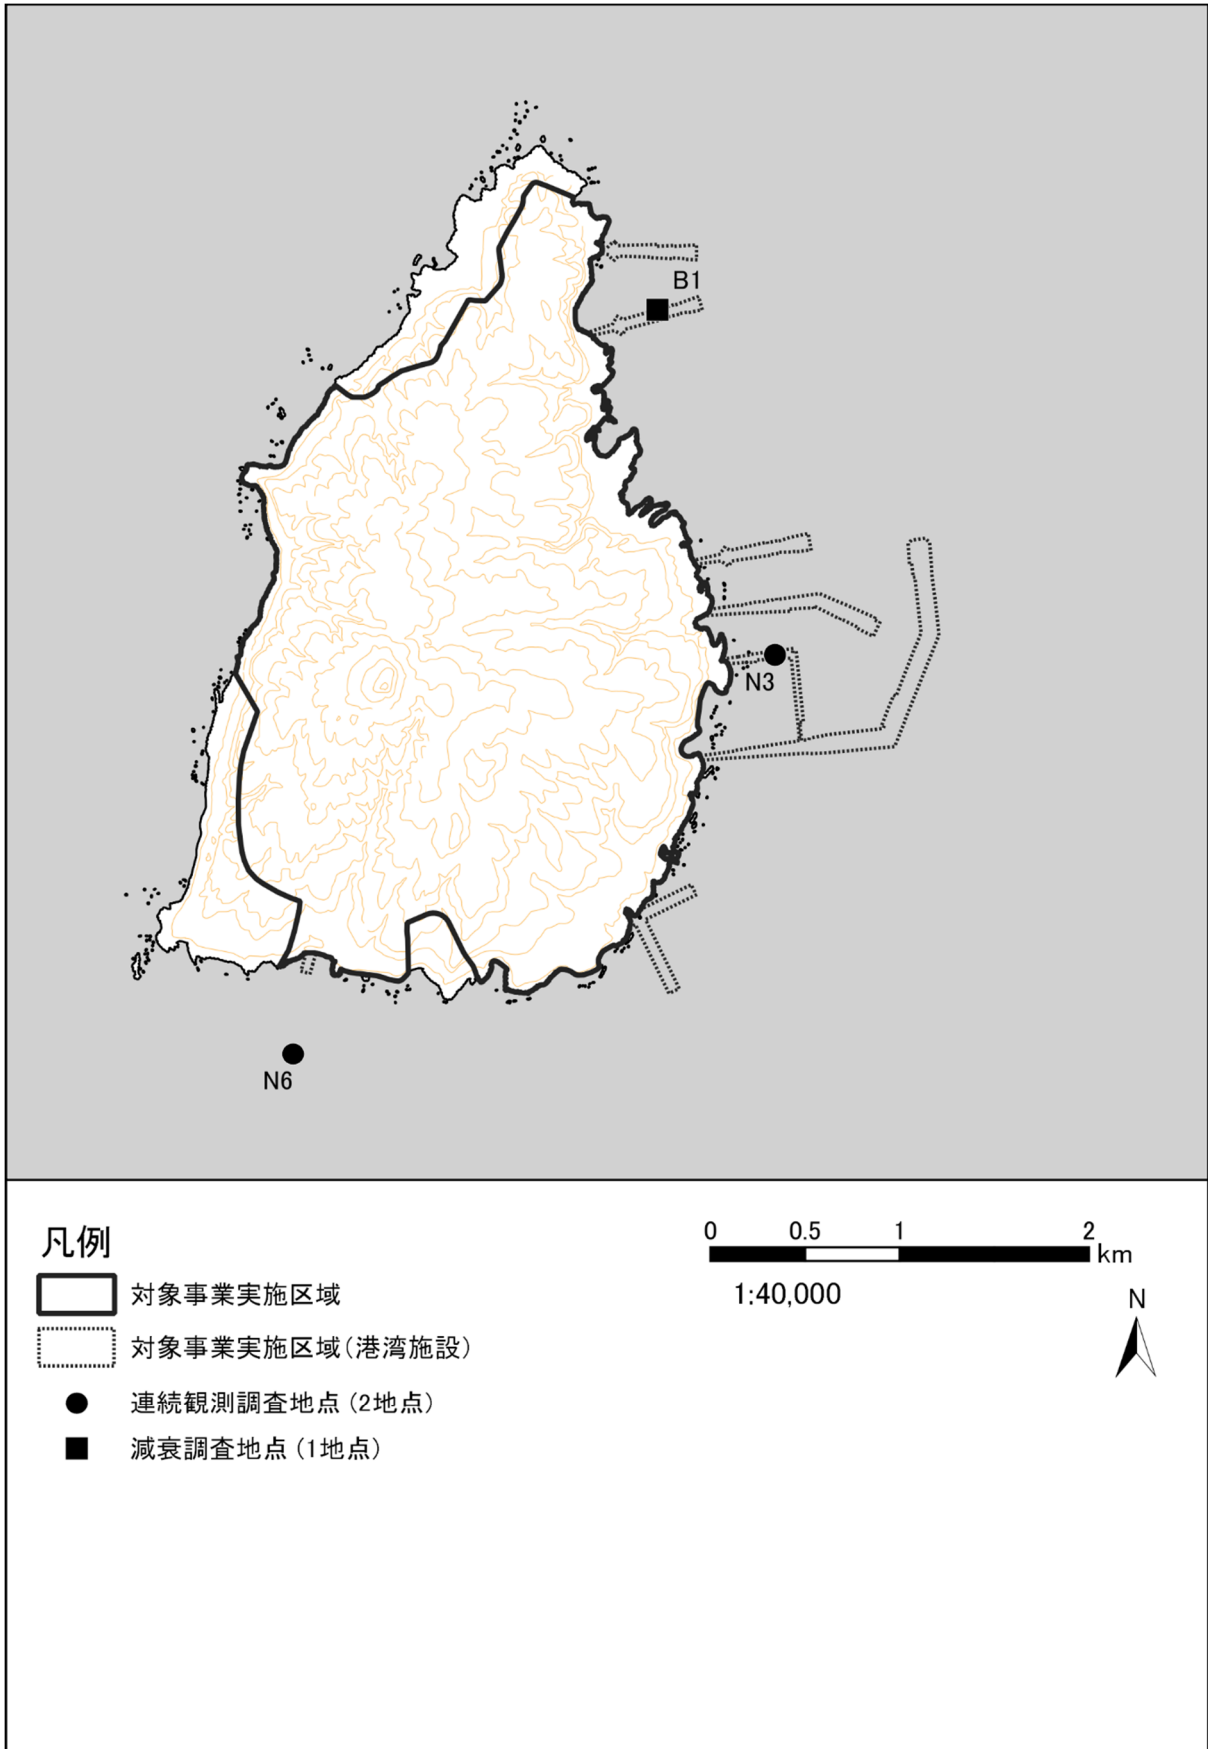 B1
N3
N6
凡例
対象事業実施区域
対象事業実施区域(港湾施設)
連続観測調査地点(2地点)
減衰調査地点(1地点)
0 0.5 1 2
km
1:40,000
N